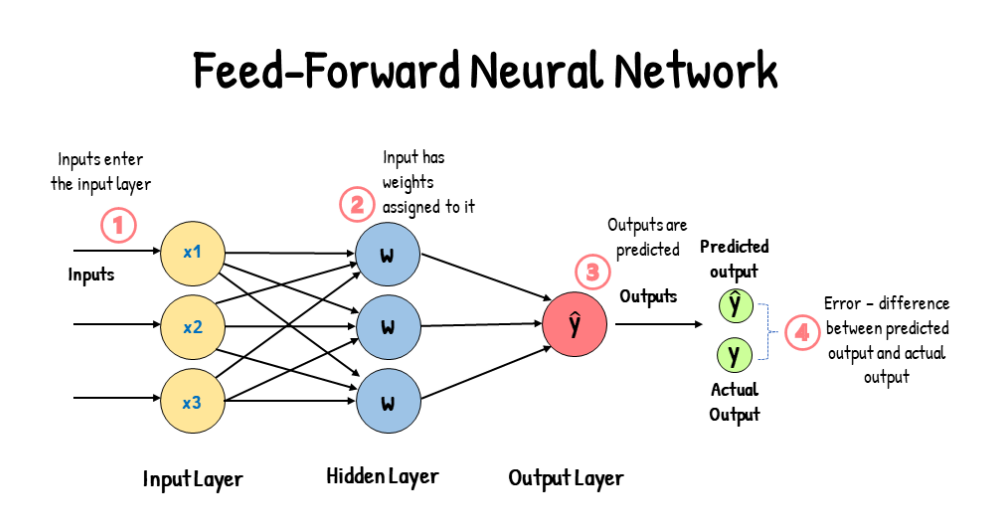 Feed-Forward Neural Network
Inputs enter
the input layer
1
Inputs
x1
x2
x3
Input Layer
Input has
weights
assigned to it
2
w
w
w
Hidden Layer
Outputs are
predicted
3
ŷ
Output Layer
Outputs
Predicted
output
ŷ
y
Actual
Output
4
Error - difference
between predicted
output and actual
output